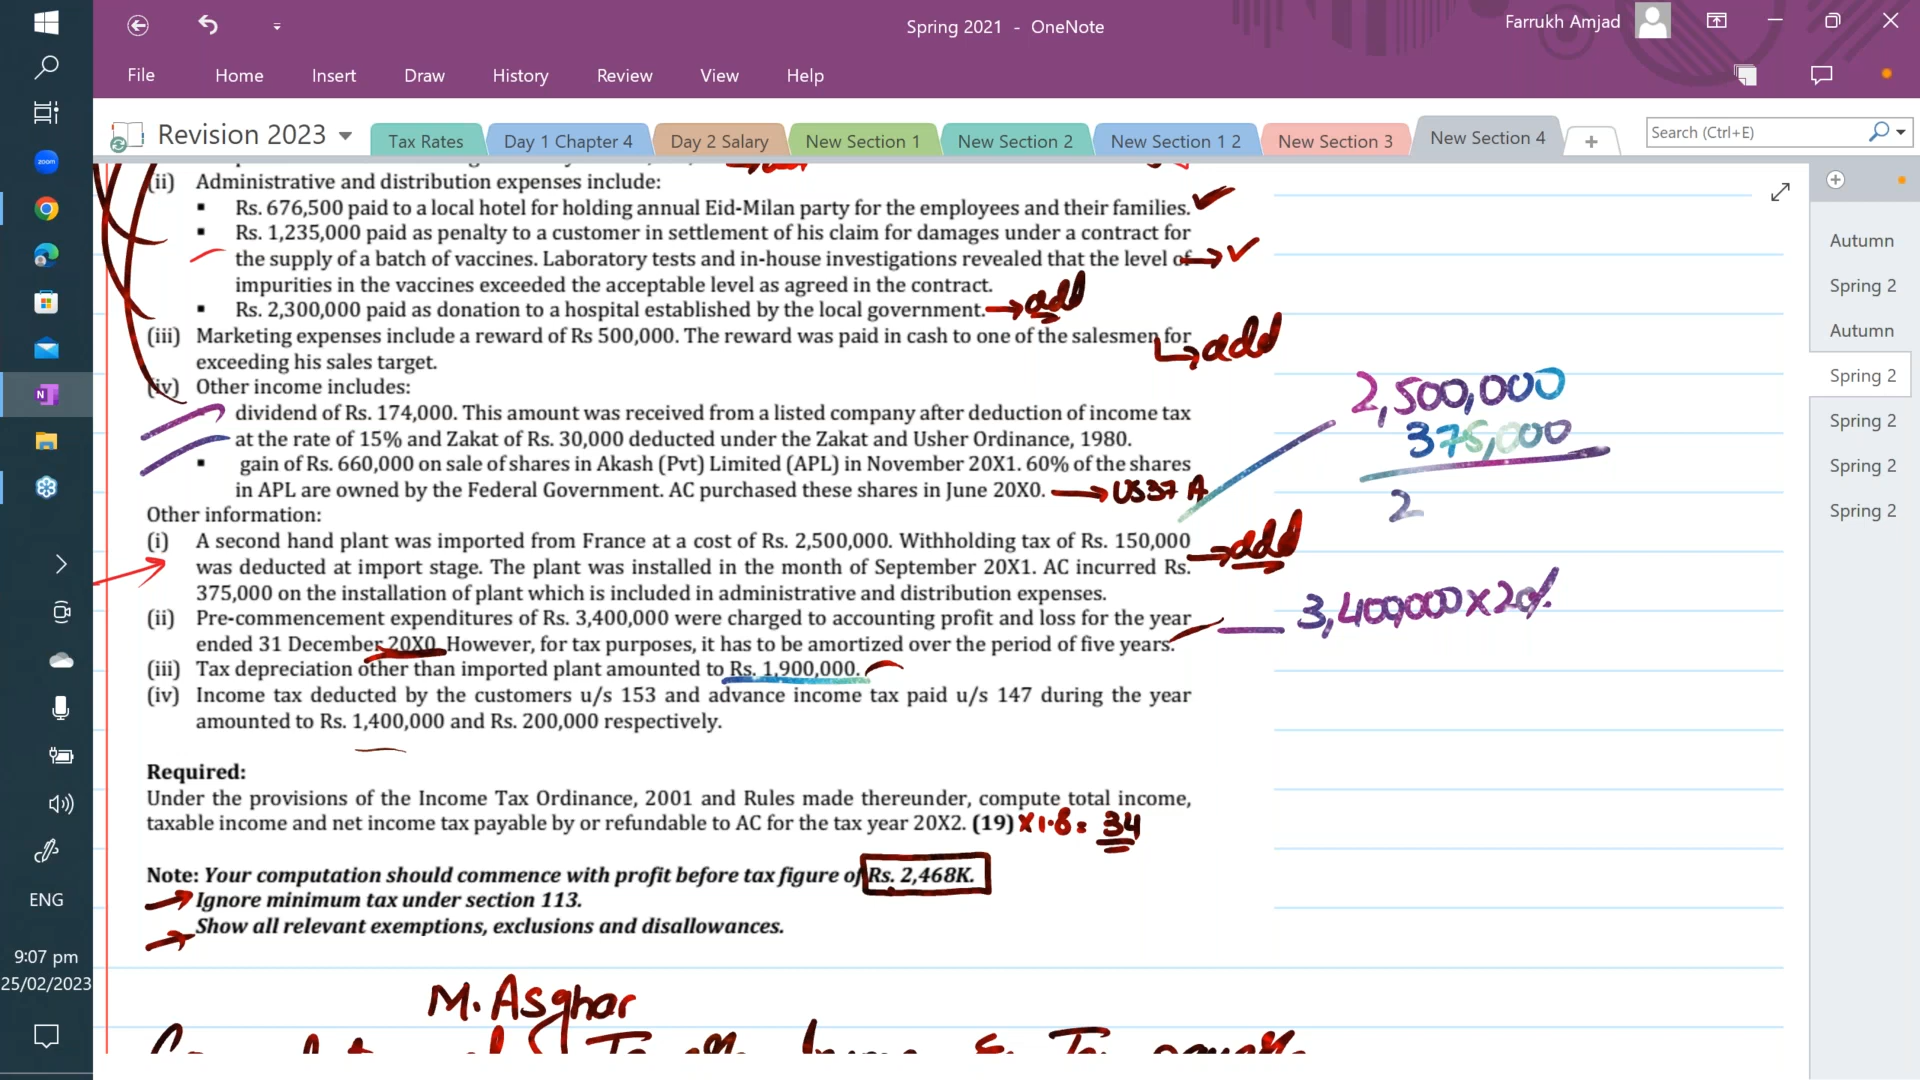 Spring 2021 - OneNote
Farrukh Amjad
File Home Insert Draw History Review View Help
Revision 2023
Tax Rates Day 1 Chapter 4 Day 2 Salary New Section 1 New Section 2 New Section 1 2 New Section 3 New Section 4
Search (Ctrl+E)
(ii) Administrative and distribution expenses include:
▪ Rs. 676,500 paid to a local hotel for holding annual Eid-Milan party for the employees and their families.
▪ Rs. 1,235,000 paid as penalty to a customer in settlement of his claim for damages under a contract for
the supply of a batch of vaccines. Laboratory tests and in-house investigations revealed that the level of
impurities in the vaccines exceeded the acceptable level as agreed in the contract.
▪ Rs. 2,300,000 paid as donation to a hospital established by the local government. add
(iii) Marketing expenses include a reward of Rs 500,000. The reward was paid in cash to one of the salesmen for
exceeding his sales target.
add
(iv) Other income includes:
dividend of Rs. 174,000. This amount was received from a listed company after deduction of income tax
at the rate of 15% and Zakat of Rs. 30,000 deducted under the Zakat and Usher Ordinance, 1980.
▪ gain of Rs. 660,000 on sale of shares in Akash (Pvt) Limited (APL) in November 20X1. 60% of the shares
in APL are owned by the Federal Government. AC purchased these shares in June 20X0. US37 A
2,500,000
375,000
2
Other information:
(i) A second hand plant was imported from France at a cost of Rs. 2,500,000. Withholding tax of Rs. 150,000
was deducted at import stage. The plant was installed in the month of September 20X1. AC incurred Rs.
375,000 on the installation of plant which is included in administrative and distribution expenses.
add
(ii) Pre-commencement expenditures of Rs. 3,400,000 were charged to accounting profit and loss for the year
ended 31 December 20X0. However, for tax purposes, it has to be amortized over the period of five years.
3,400,000 x 20%
(iii) Tax depreciation other than imported plant amounted to Rs. 1,900,000.
(iv) Income tax deducted by the customers u/s 153 and advance income tax paid u/s 147 during the year
amounted to Rs. 1,400,000 and Rs. 200,000 respectively.
Required:
Under the provisions of the Income Tax Ordinance, 2001 and Rules made thereunder, compute total income,
taxable income and net income tax payable by or refundable to AC for the tax year 20X2. (19) x 1.8 = 34
Note: Your computation should commence with profit before tax figure of Rs. 2,468K.
Ignore minimum tax under section 113.
Show all relevant exemptions, exclusions and disallowances.
M. Asghar
Autumn
Spring 2
Autumn
Spring 2
Spring 2
Spring 2
Spring 2
zoom
ENG
9:07 pm
25/02/2023